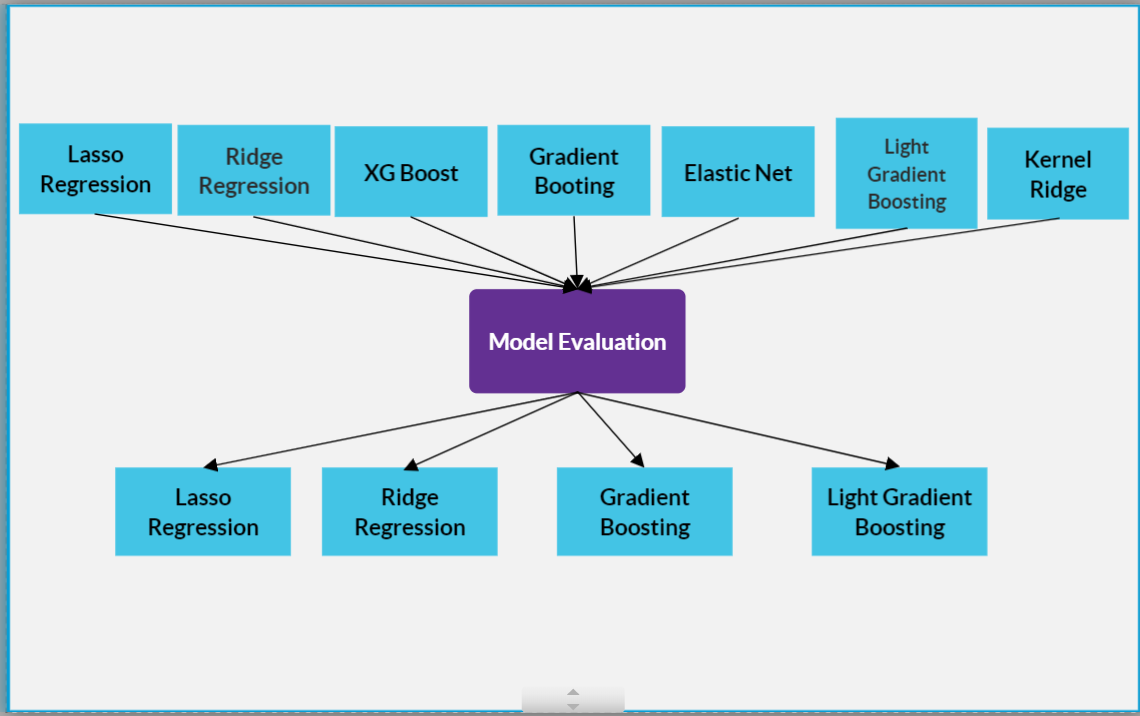 Lasso
Regression
Ridge
Regression
XG Boost
Gradient
Booting
Elastic Net
Light
Gradient
Boosting
Kernel
Ridge
Model Evaluation
Lasso
Regression
Ridge
Regression
Gradient
Boosting
Light Gradient
Boosting